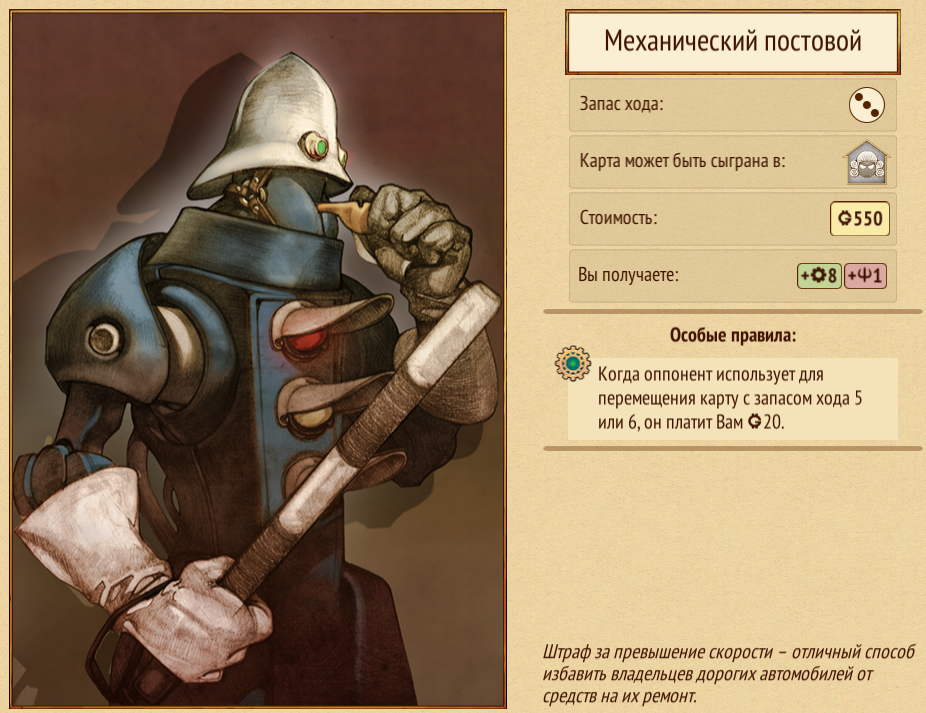 Механический постовой
Запас хода:
Карта может быть сыграна в:
Стоимость:
550
Вы получаете:
+8 +1
Особые правила:
Когда оппонент использует для
перемещения карту с запасом хода 5
или 6, он платит Вам 20.
Штраф за превышение скорости – отличный способ
избавить владельцев дорогих автомобилей от
средств на их ремонт.